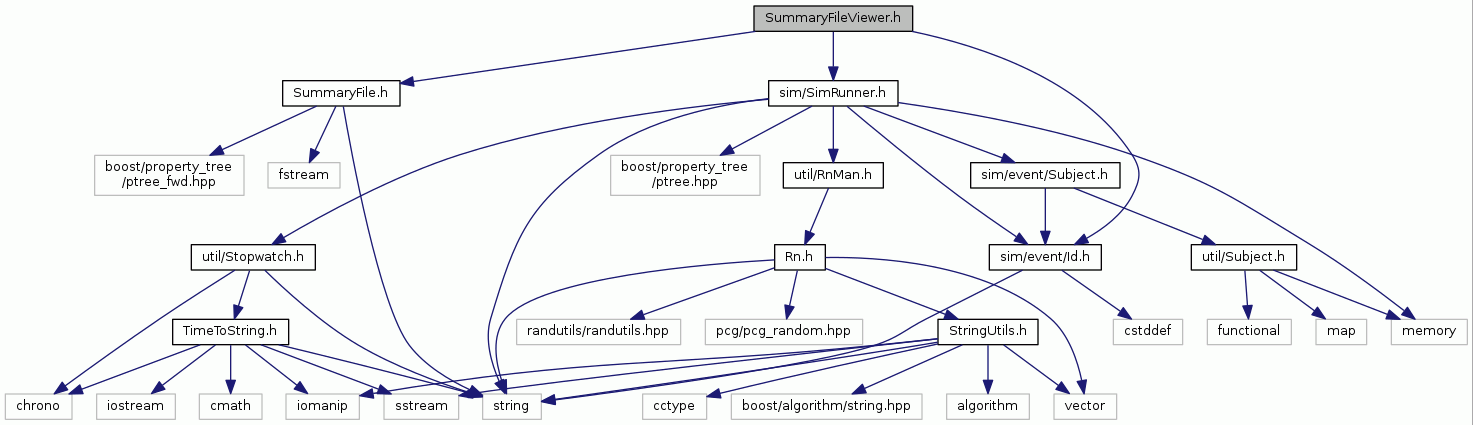 SummaryFileViewer.h
SummaryFile.h
sim/SimRunner.h
boost/property_tree
/ptree_fwd.hpp
fstream
boost/property_tree
/ptree.hpp
util/RnMan.h
sim/event/Subject.h
util/Stopwatch.h
Rn.h
sim/event/Id.h
util/Subject.h
TimeToString.h
randutils/randutils.hpp
pcg/pcg_random.hpp
StringUtils.h
cstddef
functional
map
memory
chrono
iostream
cmath
iomanip
sstream
string
cctype
boost/algorithm/string.hpp
algorithm
vector